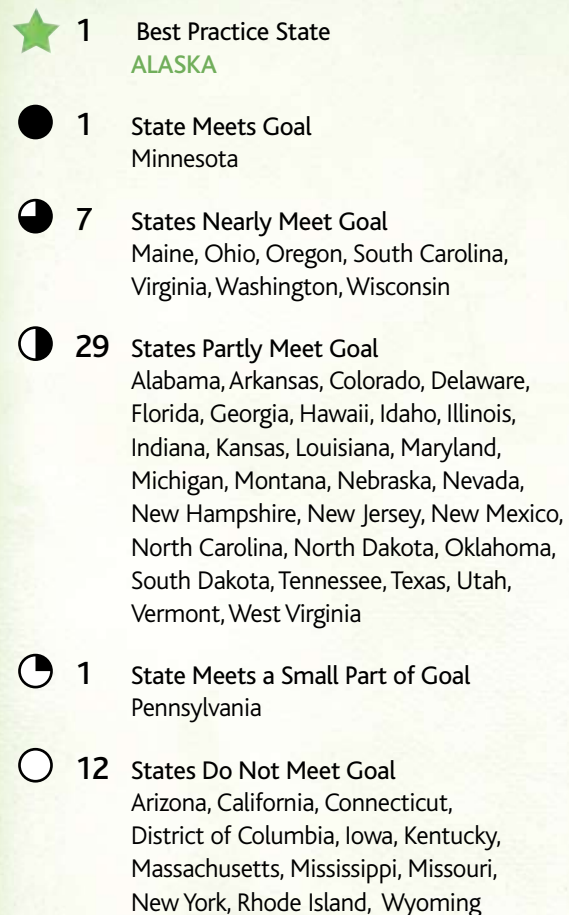 1 Best Practice State
ALASKA
1 State Meets Goal
Minnesota
7 States Nearly Meet Goal
Maine, Ohio, Oregon, South Carolina,
Virginia, Washington, Wisconsin
29 States Partly Meet Goal
Alabama, Arkansas, Colorado, Delaware,
Florida, Georgia, Hawaii, Idaho, Illinois,
Indiana, Kansas, Louisiana, Maryland,
Michigan, Montana, Nebraska, Nevada,
New Hampshire, New Jersey, New Mexico,
North Carolina, North Dakota, Oklahoma,
South Dakota, Tennessee, Texas, Utah,
Vermont, West Virginia
1 State Meets a Small Part of Goal
Pennsylvania
12 States Do Not Meet Goal
Arizona, California, Connecticut,
District of Columbia, Iowa, Kentucky,
Massachusetts, Mississippi, Missouri,
New York, Rhode Island, Wyoming